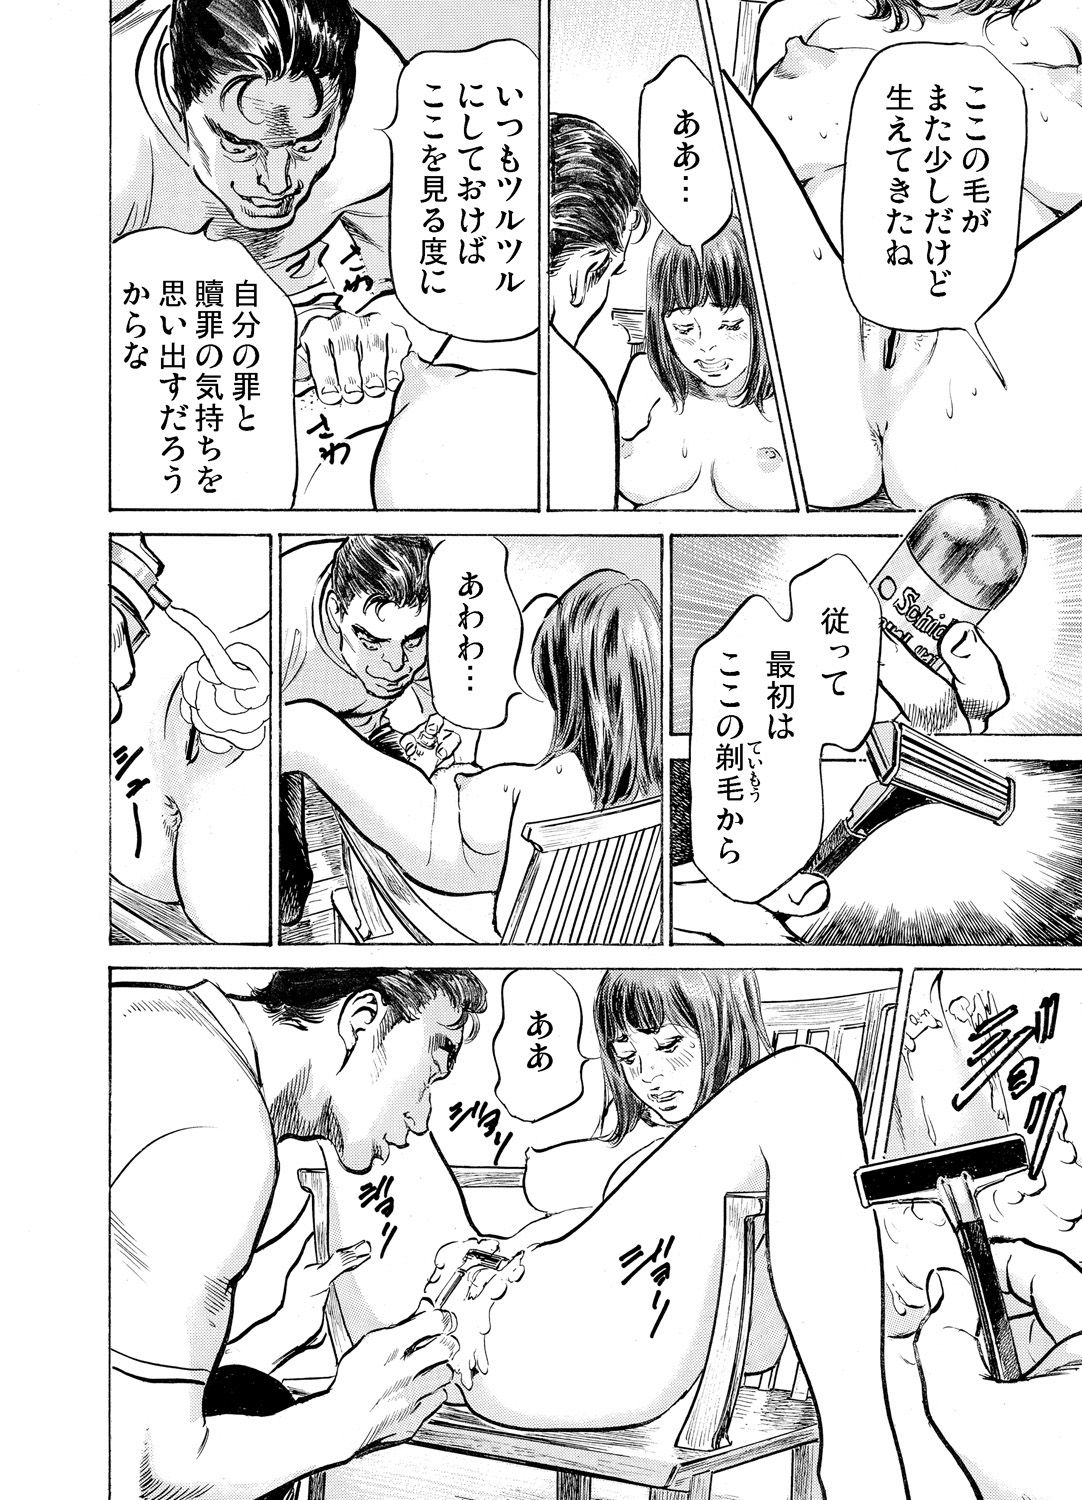 ここの毛が
また少しだけど
生えてきたね
ああ…
いつもツルツル
にしておけば
ここを見る度に
自分の罪と
贖罪の気持ちを
思い出すだろう
からな
さわ
さわ
従って
最初は
ここの剃毛から
ていもう
あわわ…
ああ
ジョリ
ジョリ
ジョリ